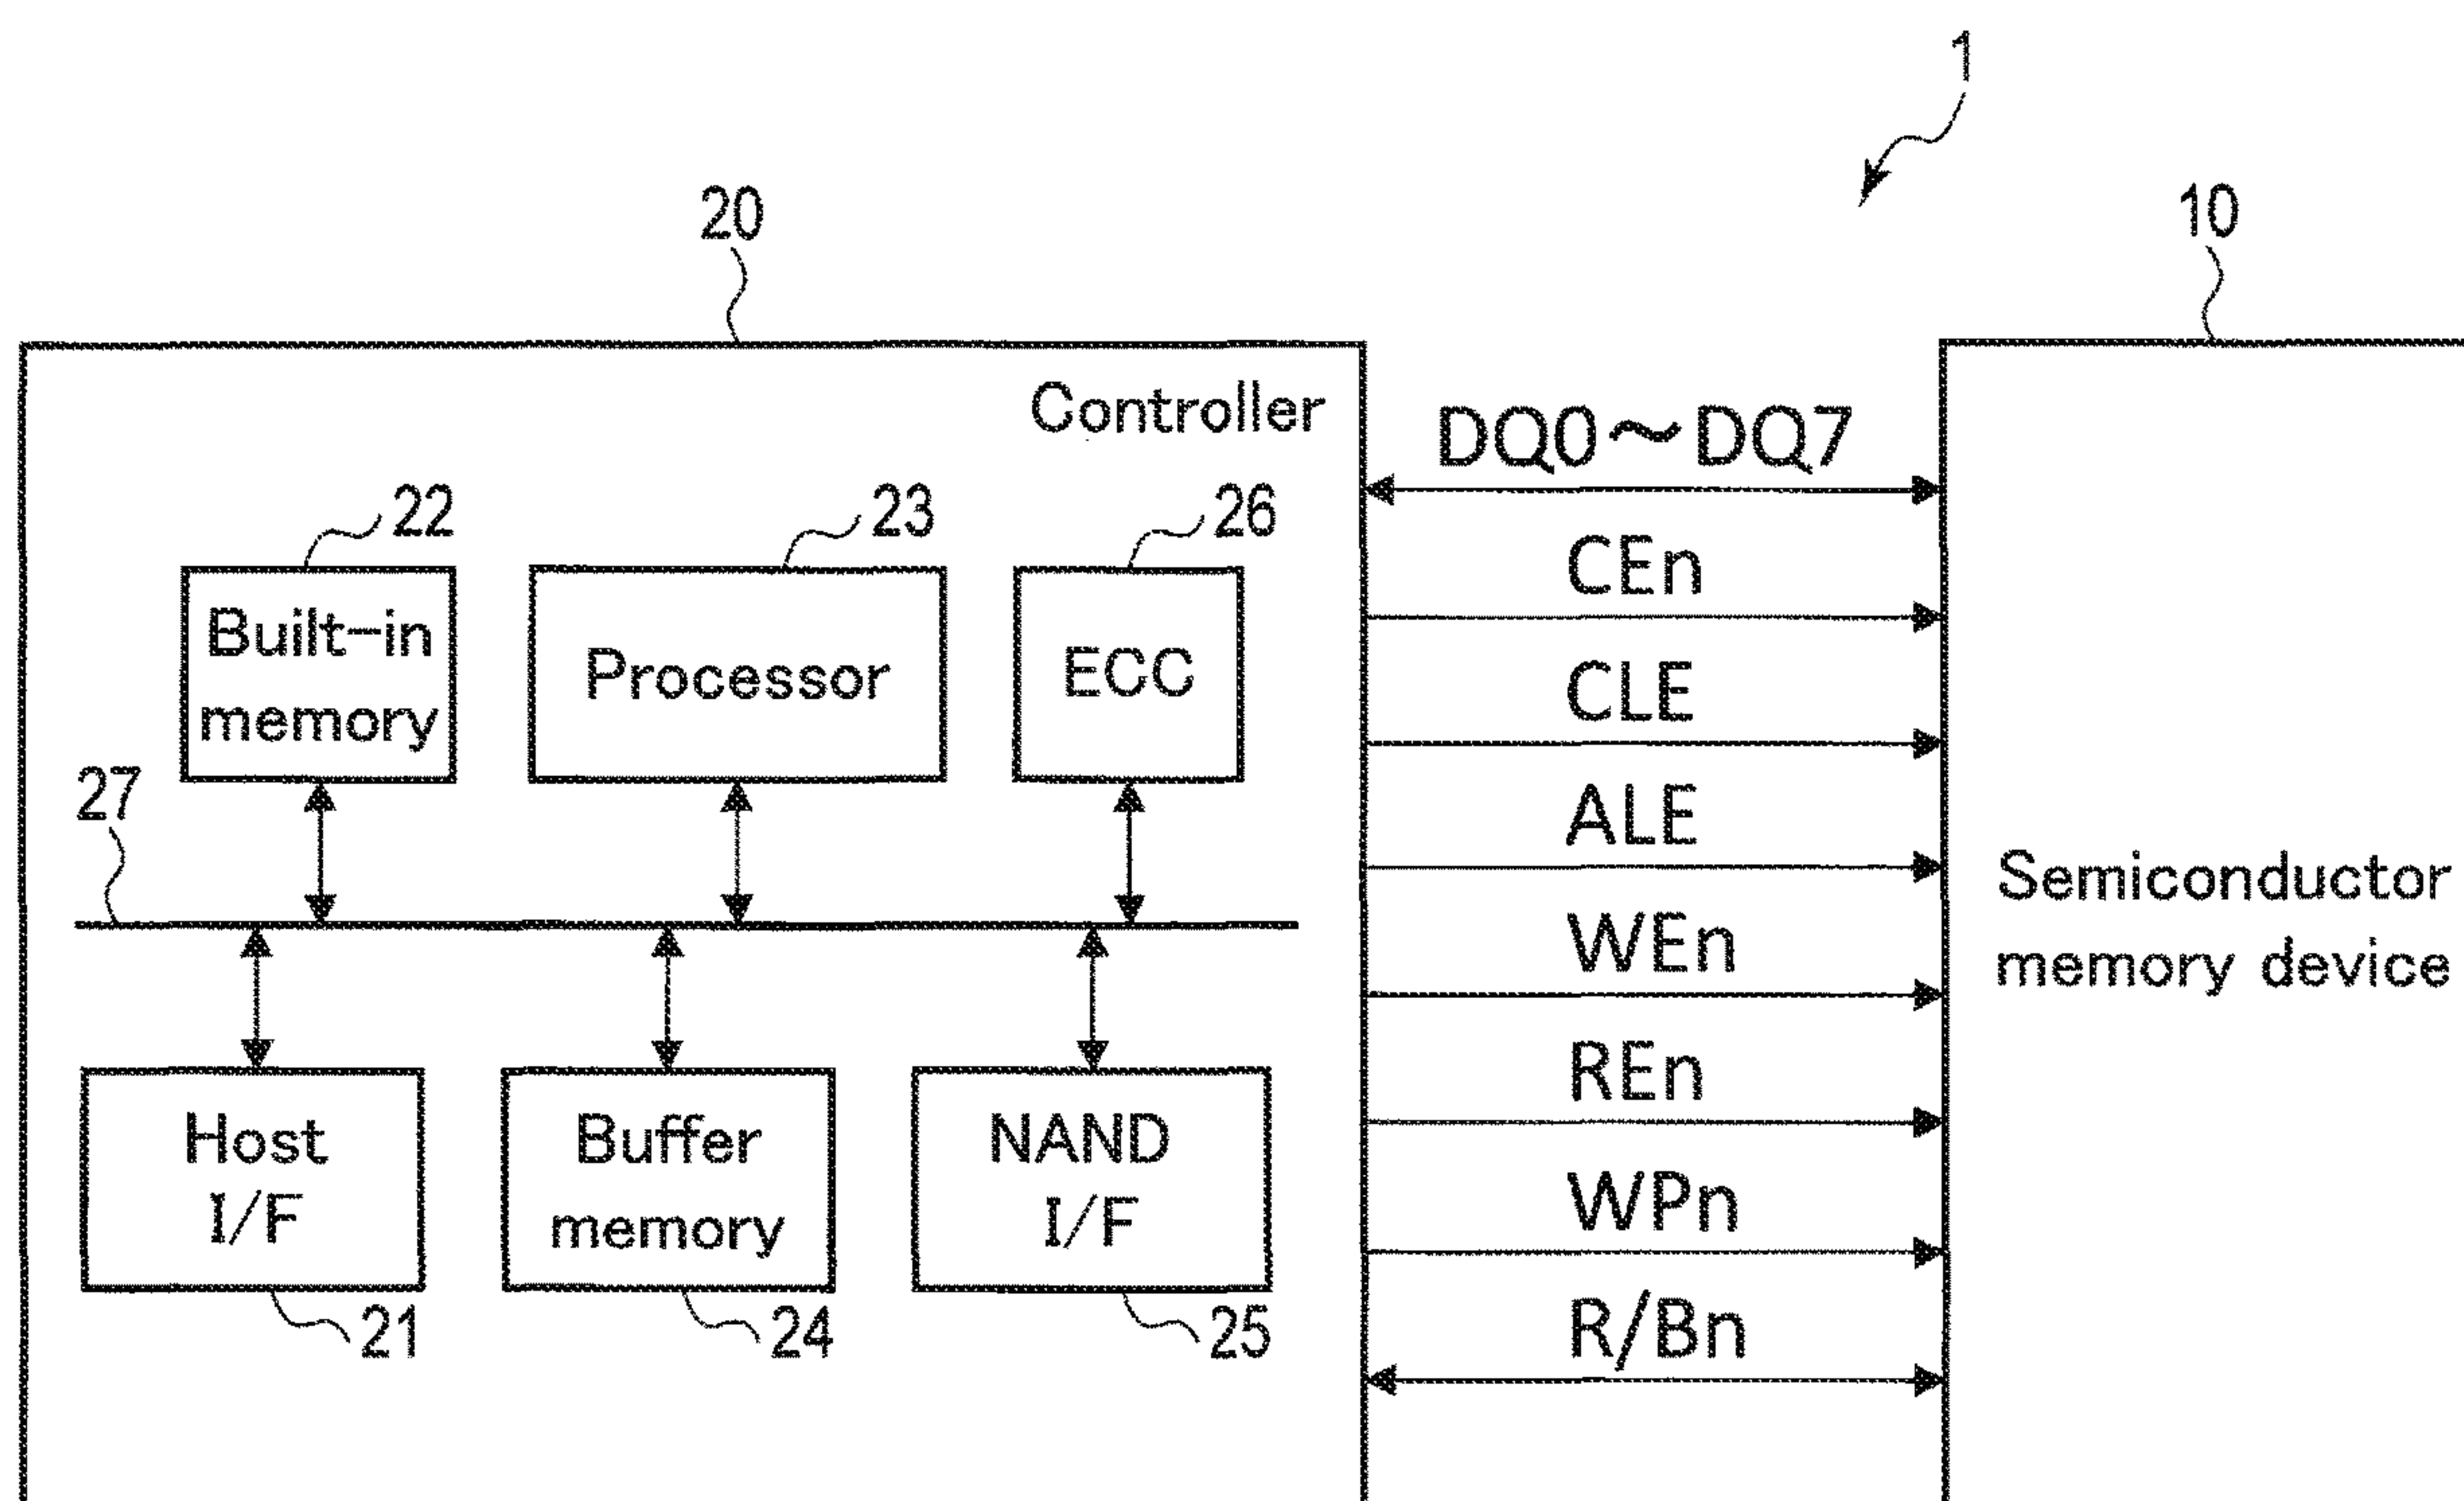 1
20
10
Controller
DQ0～DQ7
22
23
26
CEn
Built-in
memory
Processor
ECC
CLE
27
ALE
Semiconductor
memory device
WEn
REn
Host
I/F
Buffer
memory
NAND
I/F
WPn
21
24
25
R/Bn